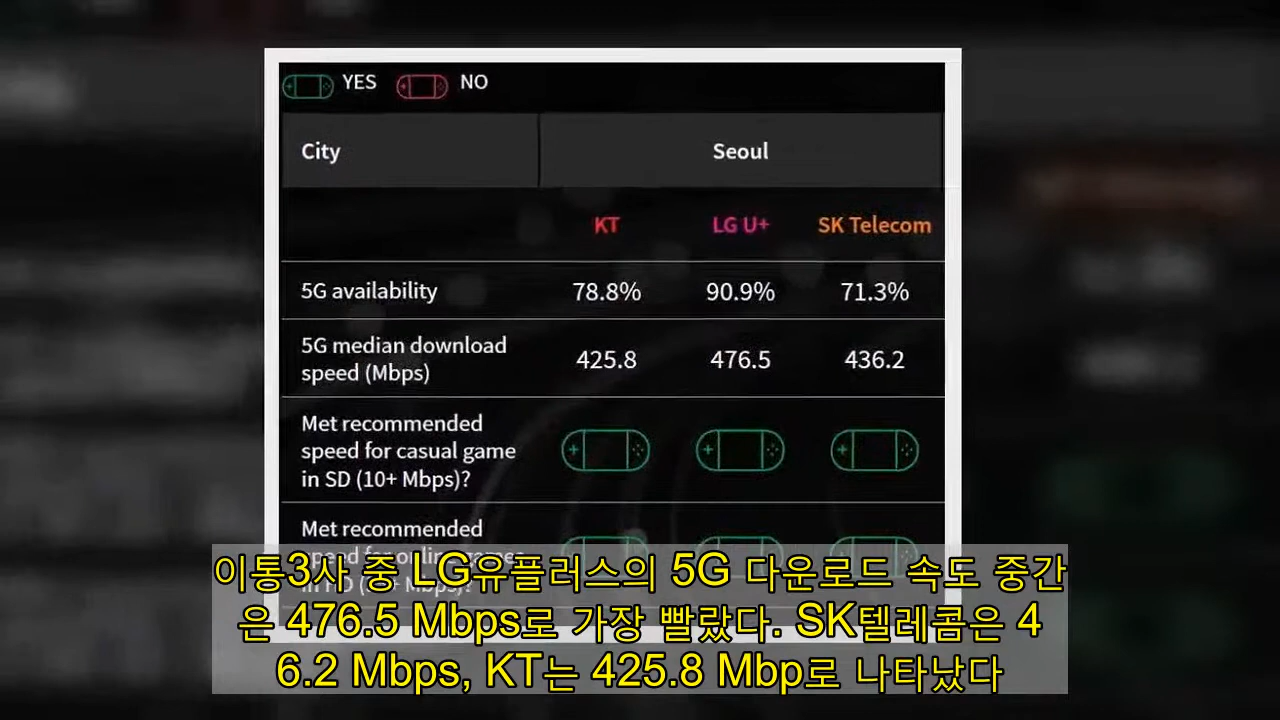 YES NO
City Seoul
KT LG U+ SK Telecom
5G availability 78.8% 90.9% 71.3%
5G median download
speed (Mbps) 425.8 476.5 436.2
Met recommended
speed for casual game
in SD (10+ Mbps)?
Met recommended
speed for online games
이통3사 중 LG유플러스의 5G 다운로드 속도 중간
은 476.5 Mbps로 가장 빨랐다. SK텔레콤은 4
6.2 Mbps, KT는 425.8 Mbp로 나타났다